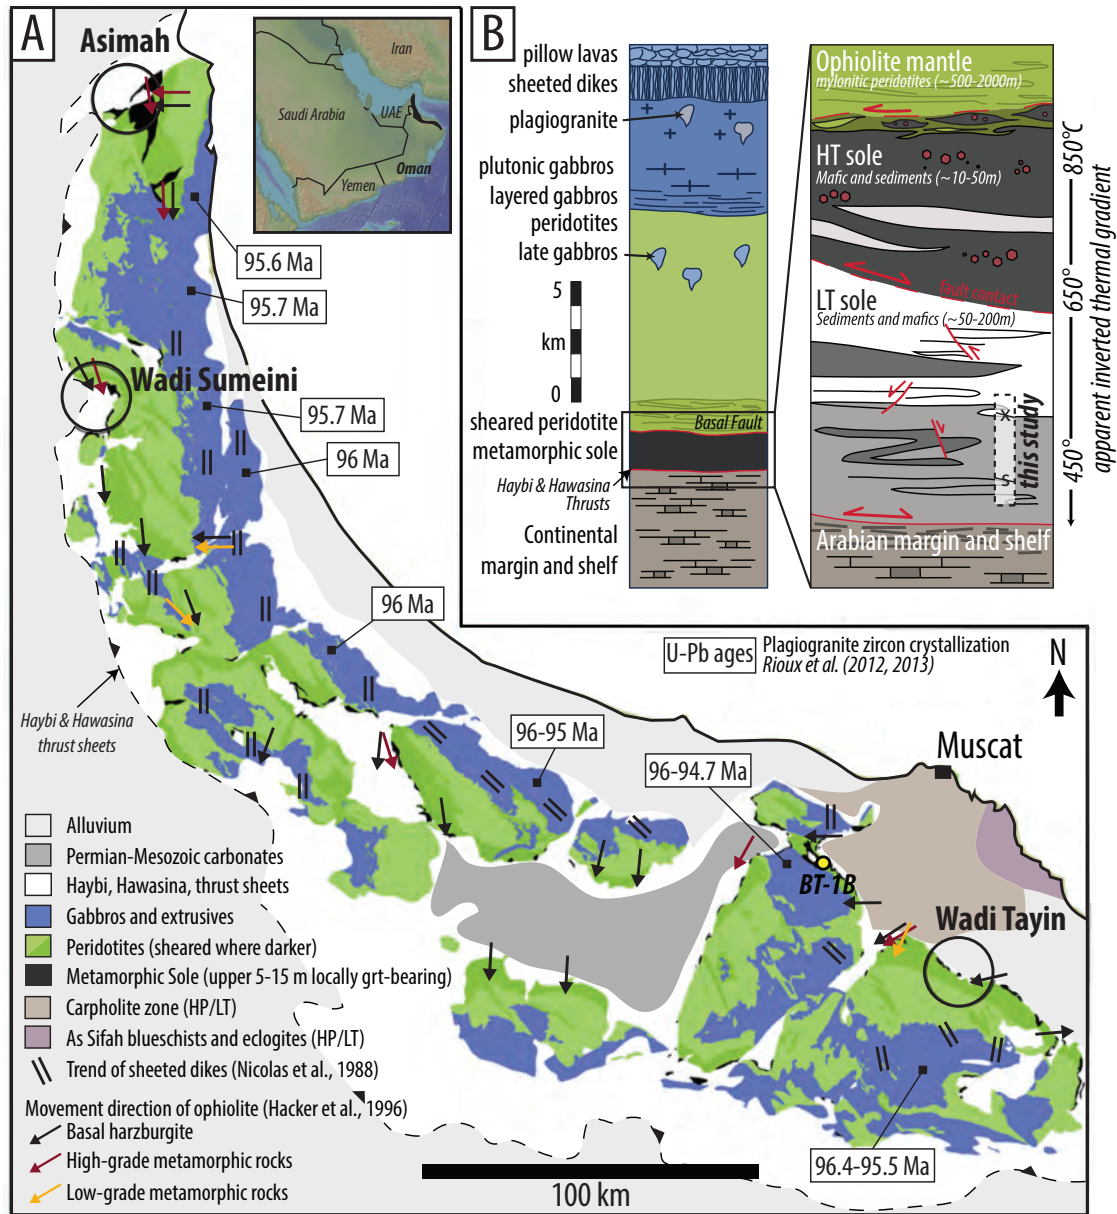 A
Asimah
Iran
Saudi Arabia
UAE
Oman
Yemen
95.6 Ma
95.7 Ma
Wadi Sumeini
95.7 Ma
96 Ma
96 Ma
Haybi & Hawasina
thrust sheets
96-95 Ma
96-94.7 Ma
Muscat
BT-1B
Wadi Tayin
96.4-95.5 Ma
100 km
N
U-Pb ages
Plagiogranite zircon crystallization
Rioux et al. (2012, 2013)
Alluvium
Permian-Mesozoic carbonates
Haybi, Hawasina, thrust sheets
Gabbros and extrusives
Peridotites (sheared where darker)
Metamorphic Sole (upper 5-15 m locally grt-bearing)
Carpholite zone (HP/LT)
As Sifah blueschists and eclogites (HP/LT)
Trend of sheeted dikes (Nicolas et al., 1988)
Movement direction of ophiolite (Hacker et al., 1996)
Basal harzburgite
High-grade metamorphic rocks
Low-grade metamorphic rocks
B
pillow lavas
sheeted dikes
plagiogranite
plutonic gabbros
layered gabbros
peridotites
late gabbros
5
km
0
sheared peridotite
Basal Fault
metamorphic sole
Haybi & Hawasina
Thrusts
Continental
margin and shelf
Ophiolite mantle
mylonitic peridotites (~500-2000m)
HT sole
Mafic and sediments (~10-50m)
fault contact
LT sole
Sediments and mafics (~50-200m)
X
S
this study
Arabian margin and shelf
850°C
650°
450°
apparent inverted thermal gradient